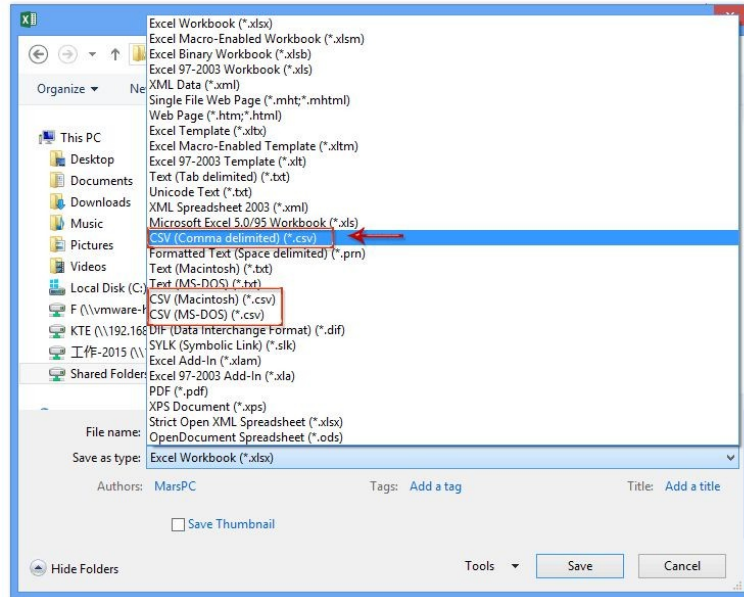 Organize ▾ Ne
This PC
Desktop
Documents
Downloads
Music
Pictures
Videos
Local Disk (C:)
F (\\vmware-h
KTE (\\192.168
工作-2015 (\\
Shared Folders
Excel Workbook (*.xlsx)
Excel Macro-Enabled Workbook (*.xlsm)
Excel Binary Workbook (*.xlsb)
Excel 97-2003 Workbook (*.xls)
XML Data (*.xml)
Single File Web Page (*.mht;*.mhtml)
Web Page (*.htm;*.html)
Excel Template (*.xltx)
Excel Macro-Enabled Template (*.xltm)
Excel 97-2003 Template (*.xlt)
Text (Tab delimited) (*.txt)
Unicode Text (*.txt)
XML Spreadsheet 2003 (*.xml)
Microsoft Excel 5.0/95 Workbook (*.xls)
CSV (Comma delimited) (*.csv)
Formatted Text (Space delimited) (*.prn)
Text (Macintosh) (*.txt)
Text (MS-DOS) (*.txt)
CSV (Macintosh) (*.csv)
CSV (MS-DOS) (*.csv)
DIF (Data Interchange Format) (*.dif)
SYLK (Symbolic Link) (*.slk)
Excel Add-In (*.xlam)
Excel 97-2003 Add-In (*.xla)
PDF (*.pdf)
XPS Document (*.xps)
Strict Open XML Spreadsheet (*.xlsx)
OpenDocument Spreadsheet (*.ods)
File name:
Save as type: Excel Workbook (*.xlsx)
Authors: MarsPC Tags: Add a tag Title: Add a title
Save Thumbnail
Hide Folders Tools ▾ Save Cancel